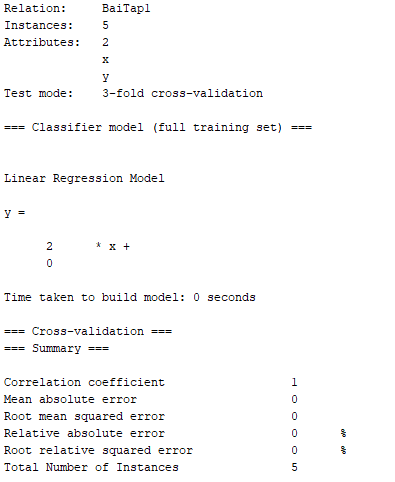 Relation:     BaiTap1
Instances:    5
Attributes:   2
              x
              y
Test mode:    3-fold cross-validation
=== Classifier model (full training set) ===
Linear Regression Model
y =
      2      * x +
      0
Time taken to build model: 0 seconds
=== Cross-validation ===
=== Summary ===
Correlation coefficient                  1
Mean absolute error                      0
Root mean squared error                  0
Relative absolute error                  0      %
Root relative squared error              0      %
Total Number of Instances                5